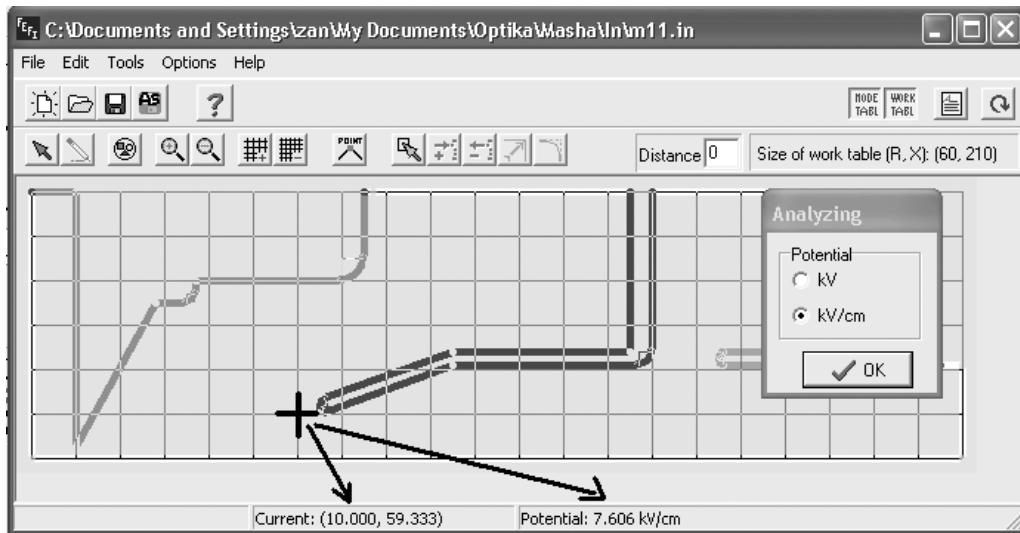 FEFI C:\Documents and Settings\zan\My Documents\Optika\Masha\In\m11.in
File Edit Tools Options Help
AS ? MODE TABL WORK TABL
POINT Distance 0 Size of work table (R, X): (60, 210)
Analyzing
Potential
kV
kV/cm
OK
Current: (10.000, 59.333) Potential: 7.606 kV/cm